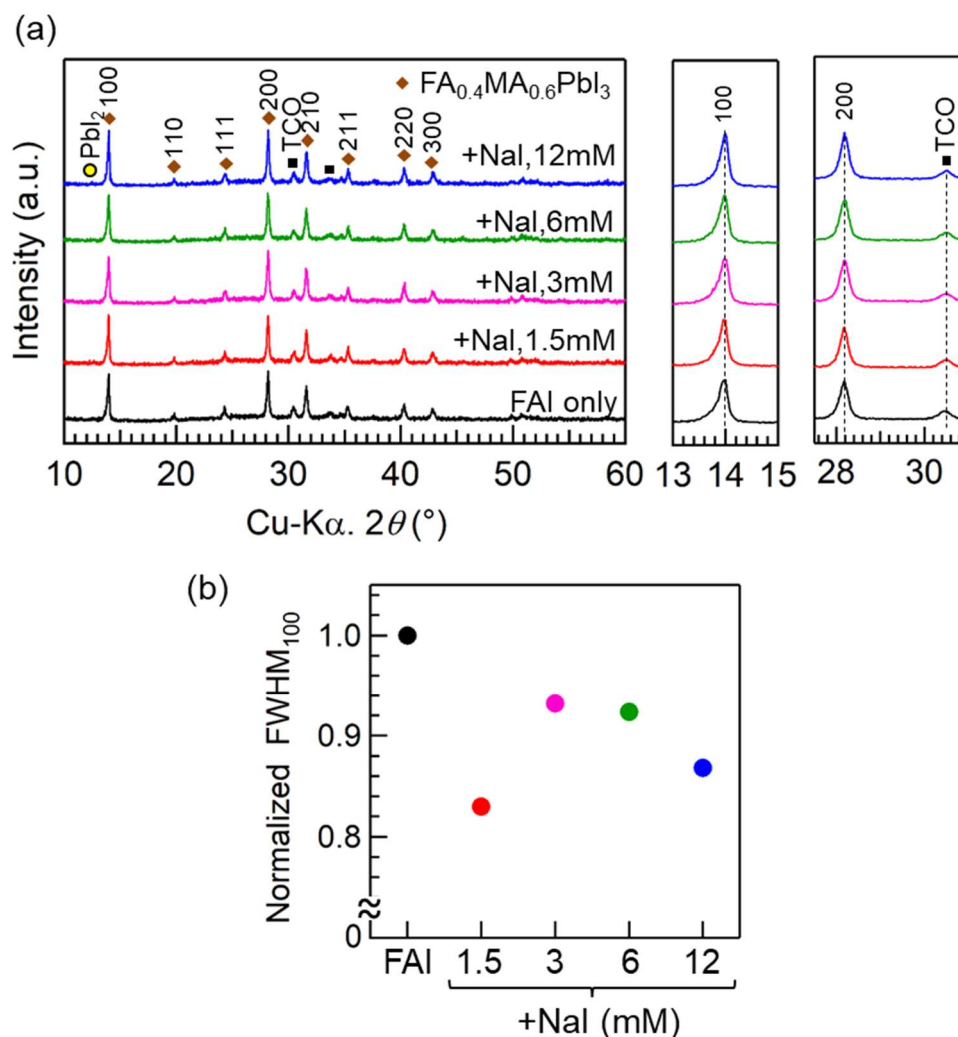 (a)
PbI₂
100
110
111
200
TCO
210
211
220
300
FA₀.₄MA₀.₆PbI₃
+NaI,12mM
+NaI,6mM
+NaI,3mM
+NaI,1.5mM
FAI only
Intensity (a.u.)
10 20 30 40 50 60
Cu-Kα. 2θ (°)
100
13 14 15
200
TCO
28 30
(b)
Normalized FWHM₁₀₀
1.0
0.9
0.8
0
FAI 1.5 3 6 12
+NaI (mM)